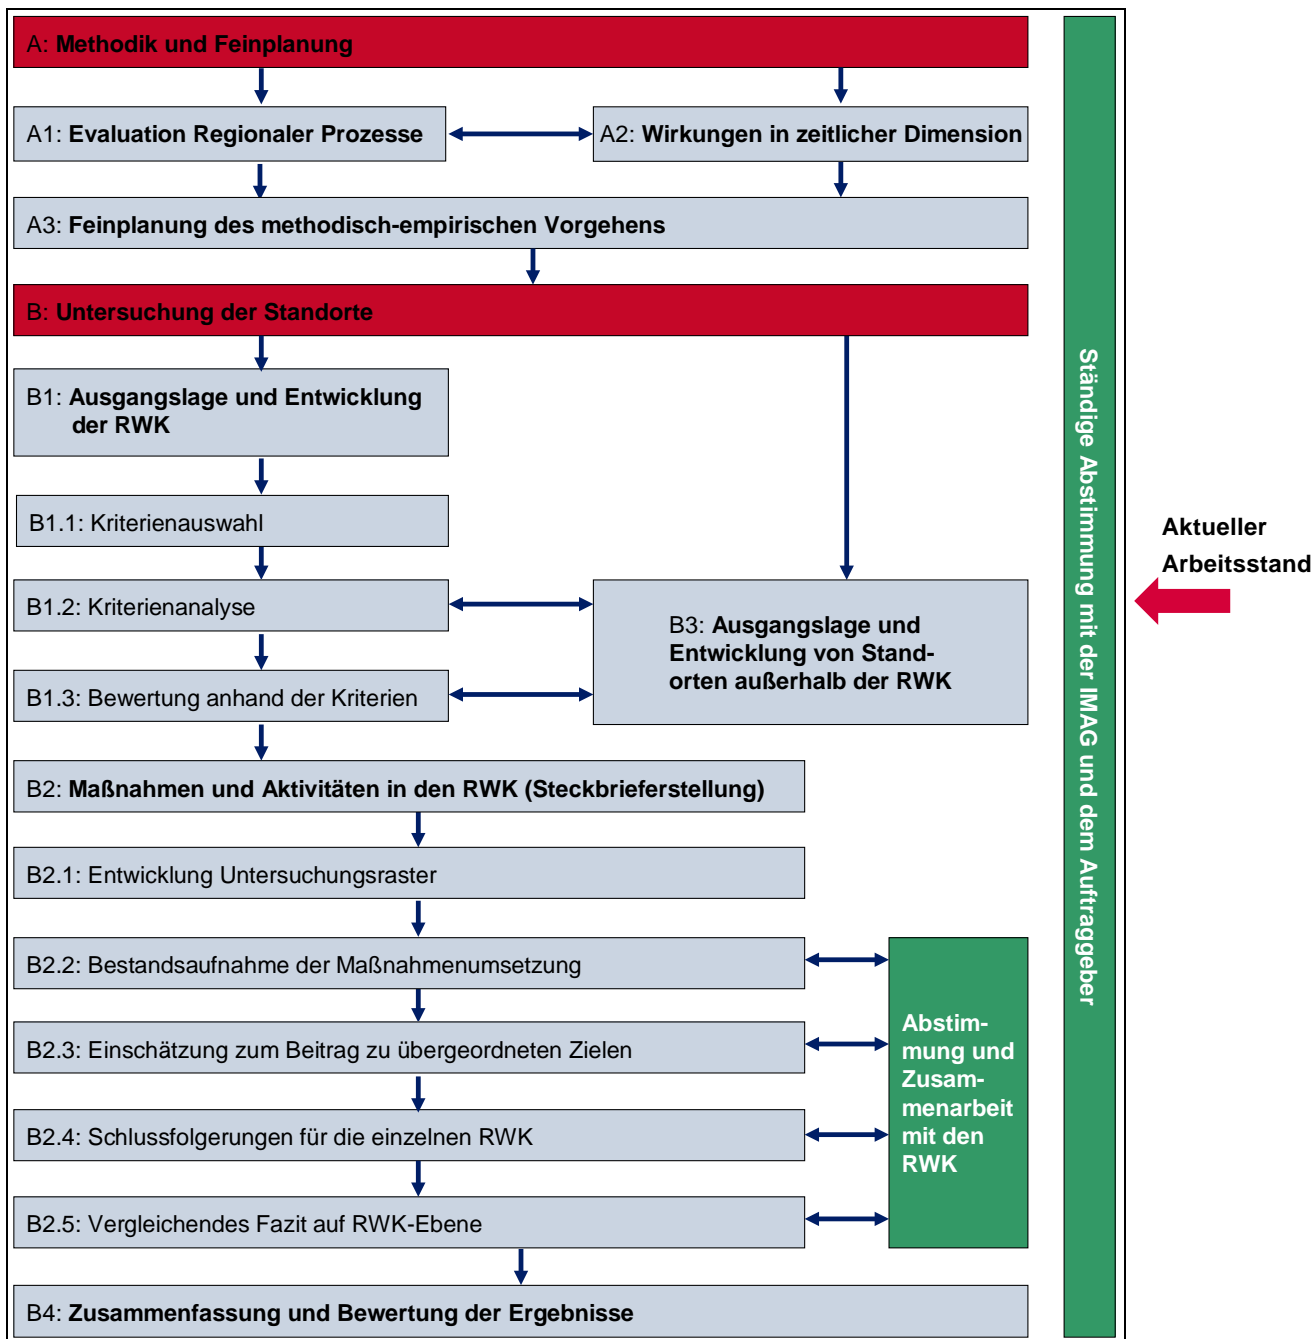 A: Methodik und Feinplanung
A1: Evaluation Regionaler Prozesse
A2: Wirkungen in zeitlicher Dimension
A3: Feinplanung des methodisch-empirischen Vorgehens
B: Untersuchung der Standorte
B1: Ausgangslage und Entwicklung
der RWK
B1.1: Kriterienauswahl
B1.2: Kriterienanalyse
B1.3: Bewertung anhand der Kriterien
B3: Ausgangslage und
Entwicklung von Stand-
orten außerhalb der RWK
B2: Maßnahmen und Aktivitäten in den RWK (Steckbrieferstellung)
B2.1: Entwicklung Untersuchungsraster
B2.2: Bestandsaufnahme der Maßnahmenumsetzung
B2.3: Einschätzung zum Beitrag zu übergeordneten Zielen
B2.4: Schlussfolgerungen für die einzelnen RWK
B2.5: Vergleichendes Fazit auf RWK-Ebene
Abstim-
mung und
Zusam-
menarbeit
mit den
RWK
B4: Zusammenfassung und Bewertung der Ergebnisse
Ständige Abstimmung mit der IMAG und dem Auftraggeber
Aktueller
Arbeitsstand